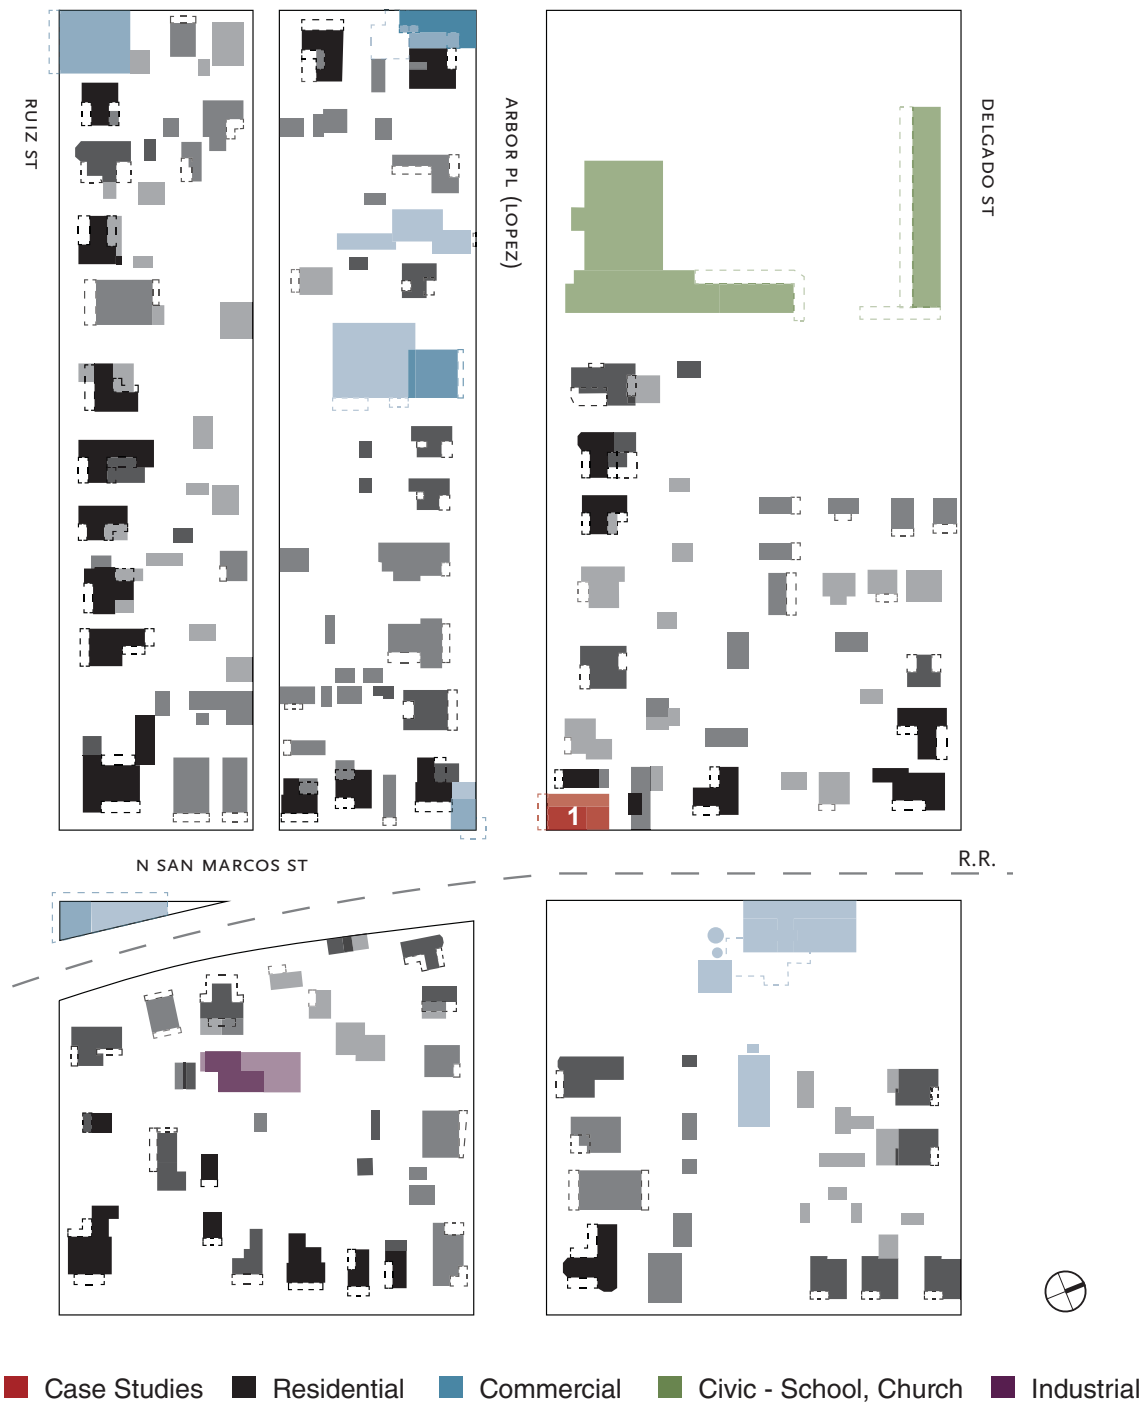 RUIZ ST
ARBOR PL (LOPEZ)
DELGADO ST
1
N SAN MARCOS ST
R.R.
Case Studies Residential Commercial Civic - School, Church Industrial